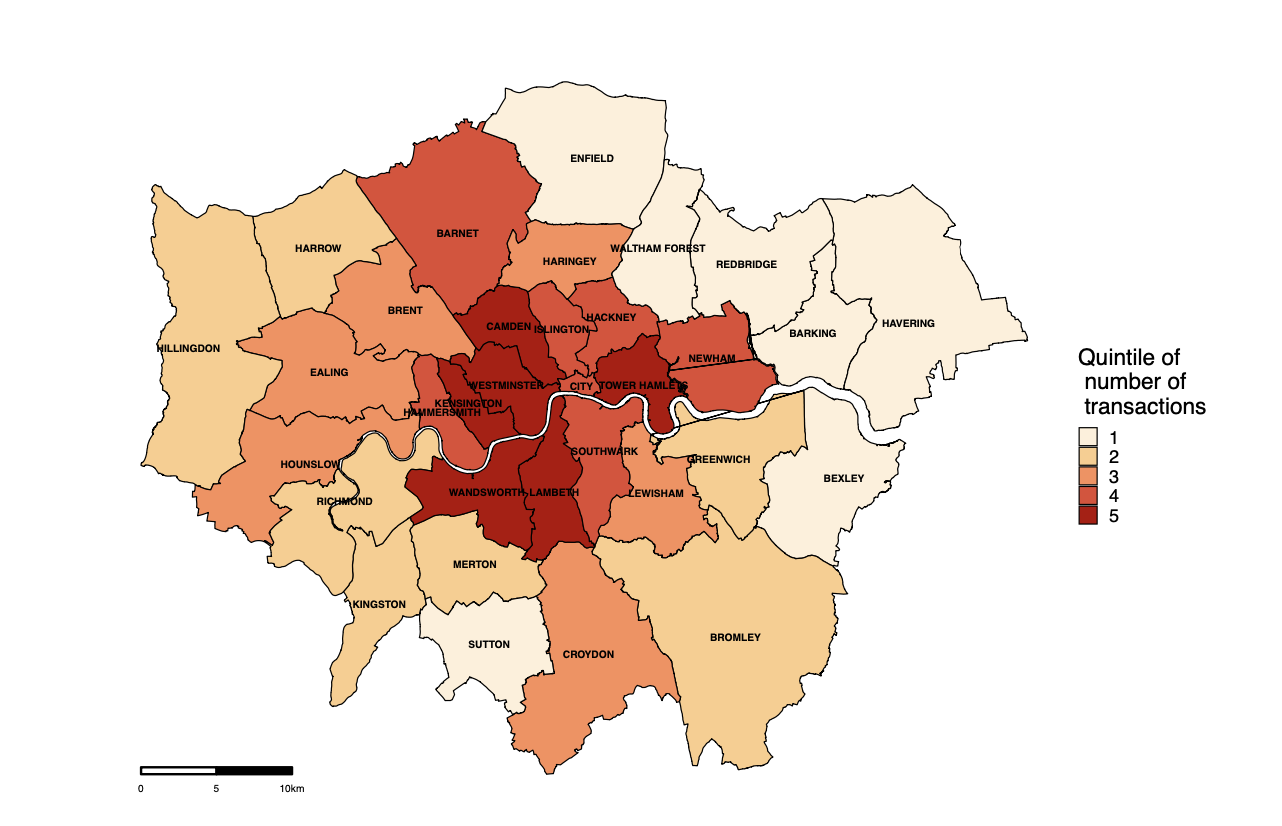 ENFIELD
BARNET
HARROW
HARINGEY
WALTHAM FOREST
REDBRIDGE
BRENT
HACKNEY
CAMDEN
ISLINGTON
HAVERING
BARKING
HILLINGDON
NEWHAM
EALING
WESTMINSTER
CITY
TOWER HAMLETS
KENSINGTON
HAMMERSMITH
HOUNSLOW
SOUTHWARK
GREENWICH
BEXLEY
RICHMOND
WANDSWORTH
LAMBETH
LEWISHAM
MERTON
KINGSTON
SUTTON
CROYDON
BROMLEY
Quintile of
number of
transactions
1
2
3
4
5
0 5 10km